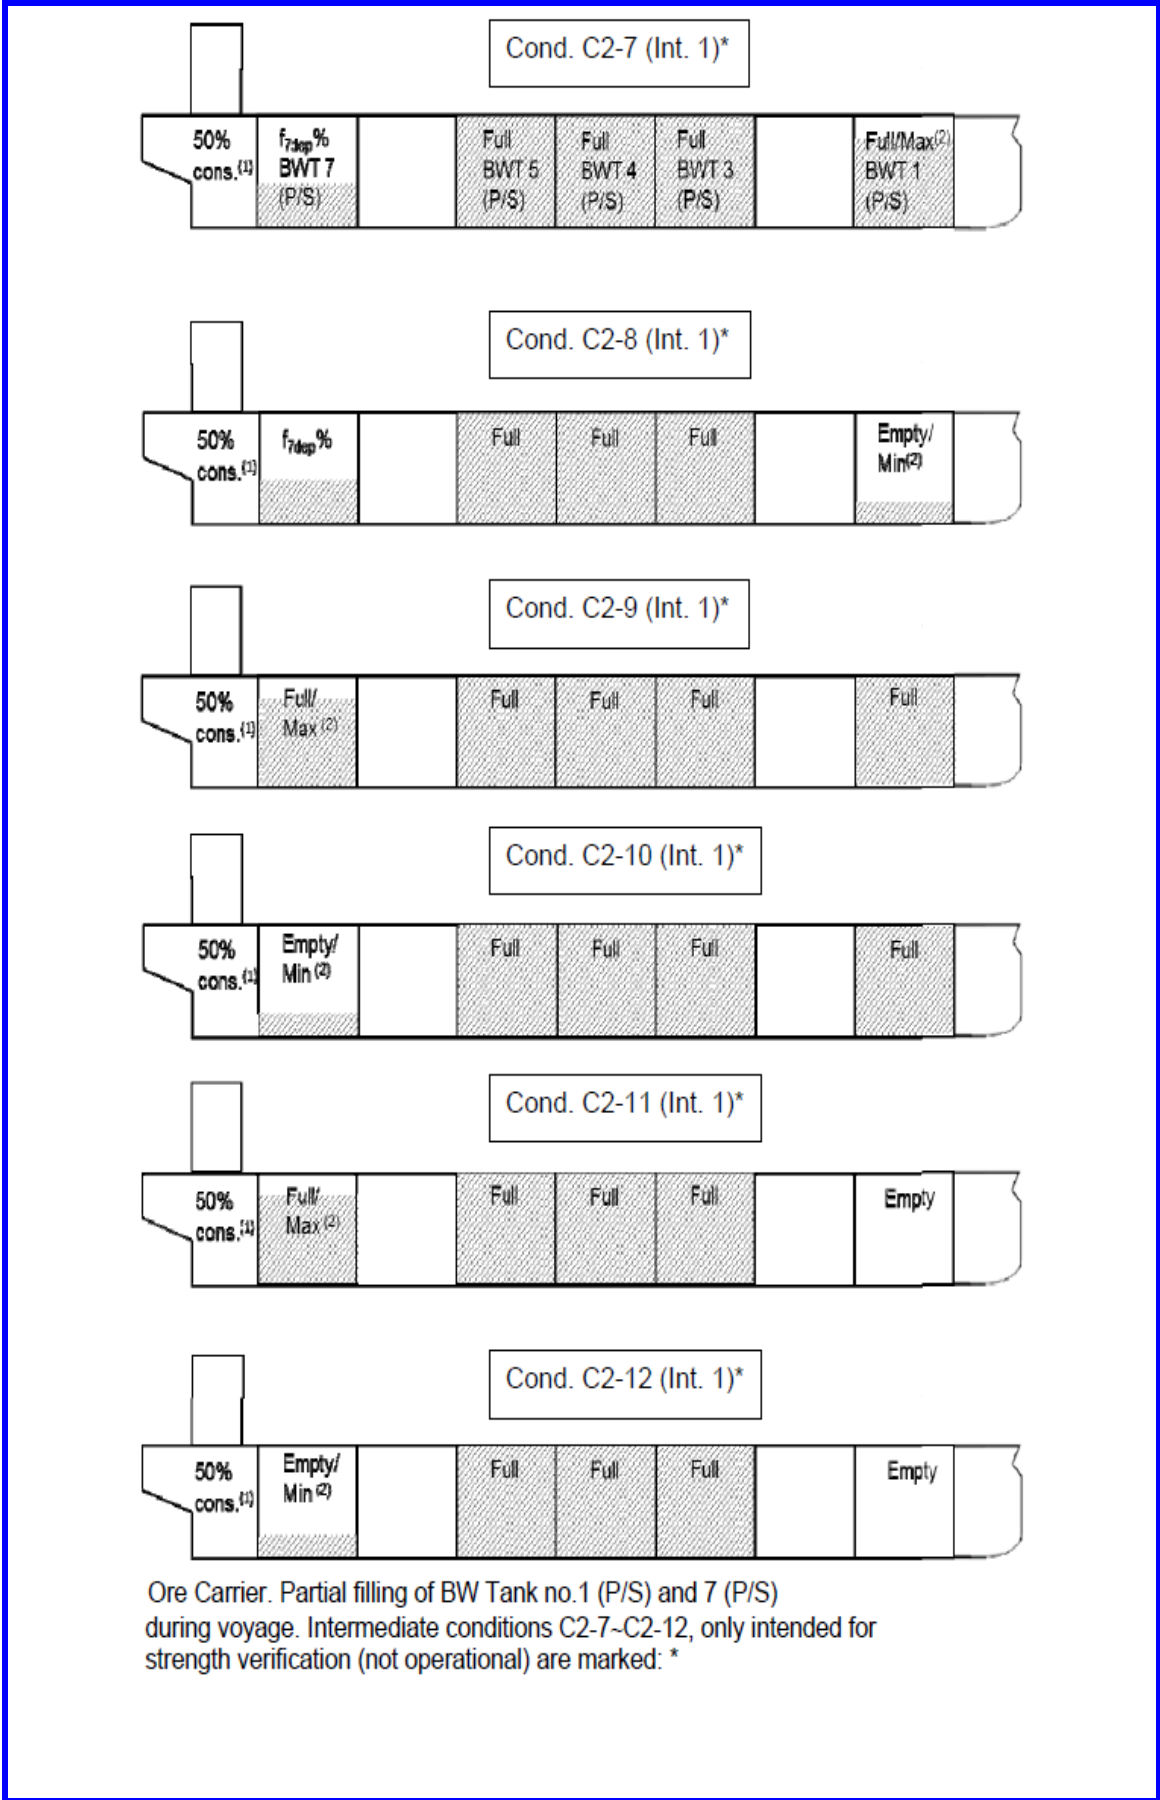 Cond. C2-7 (Int. 1)*
50% cons.(1)
f7dep% BWT 7 (P/S)
Full BWT 5 (P/S)
Full BWT 4 (P/S)
Full BWT 3 (P/S)
Full/Max(2) BWT 1 (P/S)
Cond. C2-8 (Int. 1)*
50% cons.(1)
f7dep%
Full
Full
Full
Empty/ Min(2)
Cond. C2-9 (Int. 1)*
50% cons.(1)
Full/ Max (2)
Full
Full
Full
Full
Cond. C2-10 (Int. 1)*
50% cons.(1)
Empty/ Min (2)
Full
Full
Full
Full
Cond. C2-11 (Int. 1)*
50% cons.(1)
Full/ Max (2)
Full
Full
Full
Empty
Cond. C2-12 (Int. 1)*
50% cons.(1)
Empty/ Min (2)
Full
Full
Full
Empty
Ore Carrier. Partial filling of BW Tank no.1 (P/S) and 7 (P/S)
during voyage. Intermediate conditions C2-7~C2-12, only intended for
strength verification (not operational) are marked: *